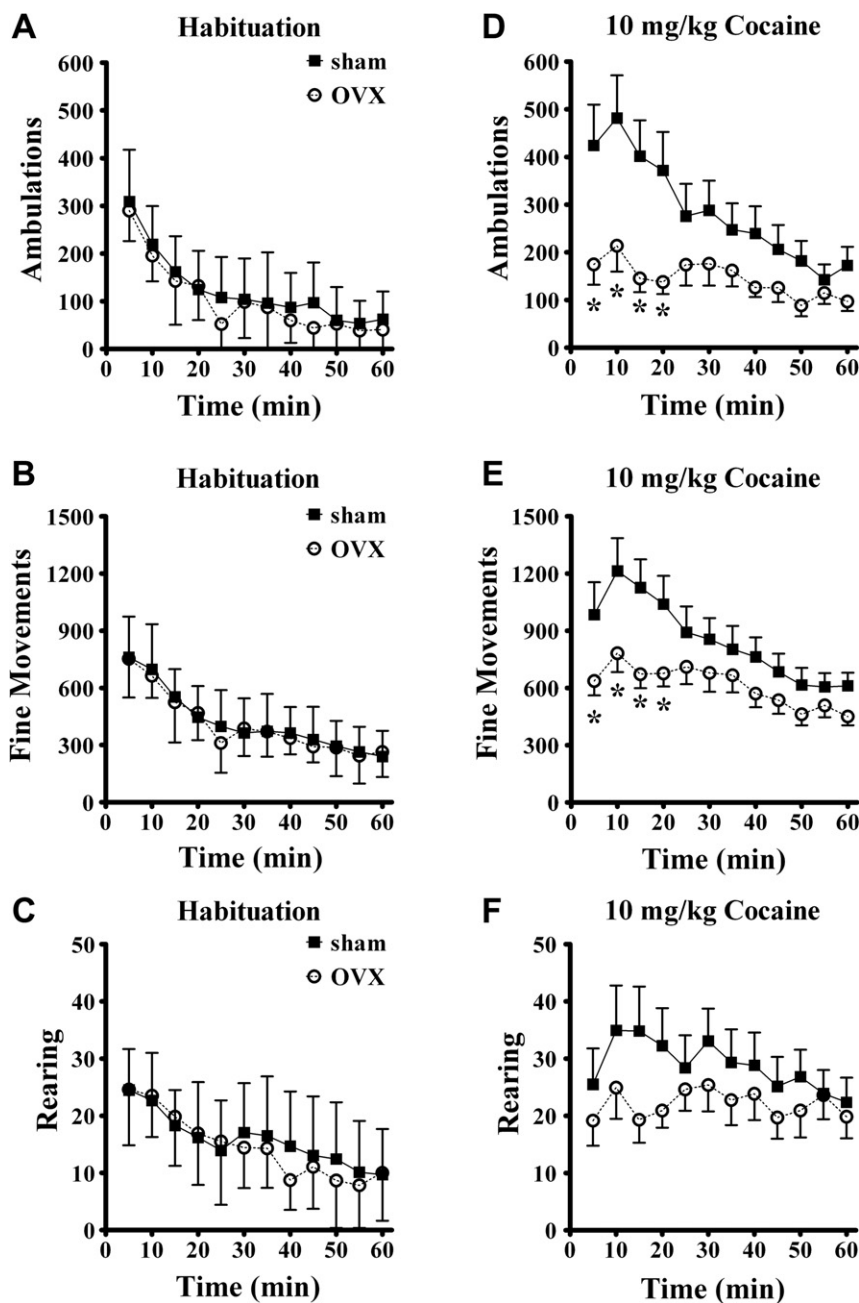 A
Habituation
sham
OVX
Ambulations
600
500
400
300
200
100
0
0 10 20 30 40 50 60
Time (min)
D
10 mg/kg Cocaine
Ambulations
600
500
400
300
200
100
0
* * * *
0 10 20 30 40 50 60
Time (min)
B
Habituation
sham
OVX
Fine Movements
1500
1200
900
600
300
0
0 10 20 30 40 50 60
Time (min)
E
10 mg/kg Cocaine
Fine Movements
1500
1200
900
600
300
0
* * * *
0 10 20 30 40 50 60
Time (min)
C
Habituation
sham
OVX
Rearing
50
40
30
20
10
0
0 10 20 30 40 50 60
Time (min)
F
10 mg/kg Cocaine
Rearing
50
40
30
20
10
0
0 10 20 30 40 50 60
Time (min)